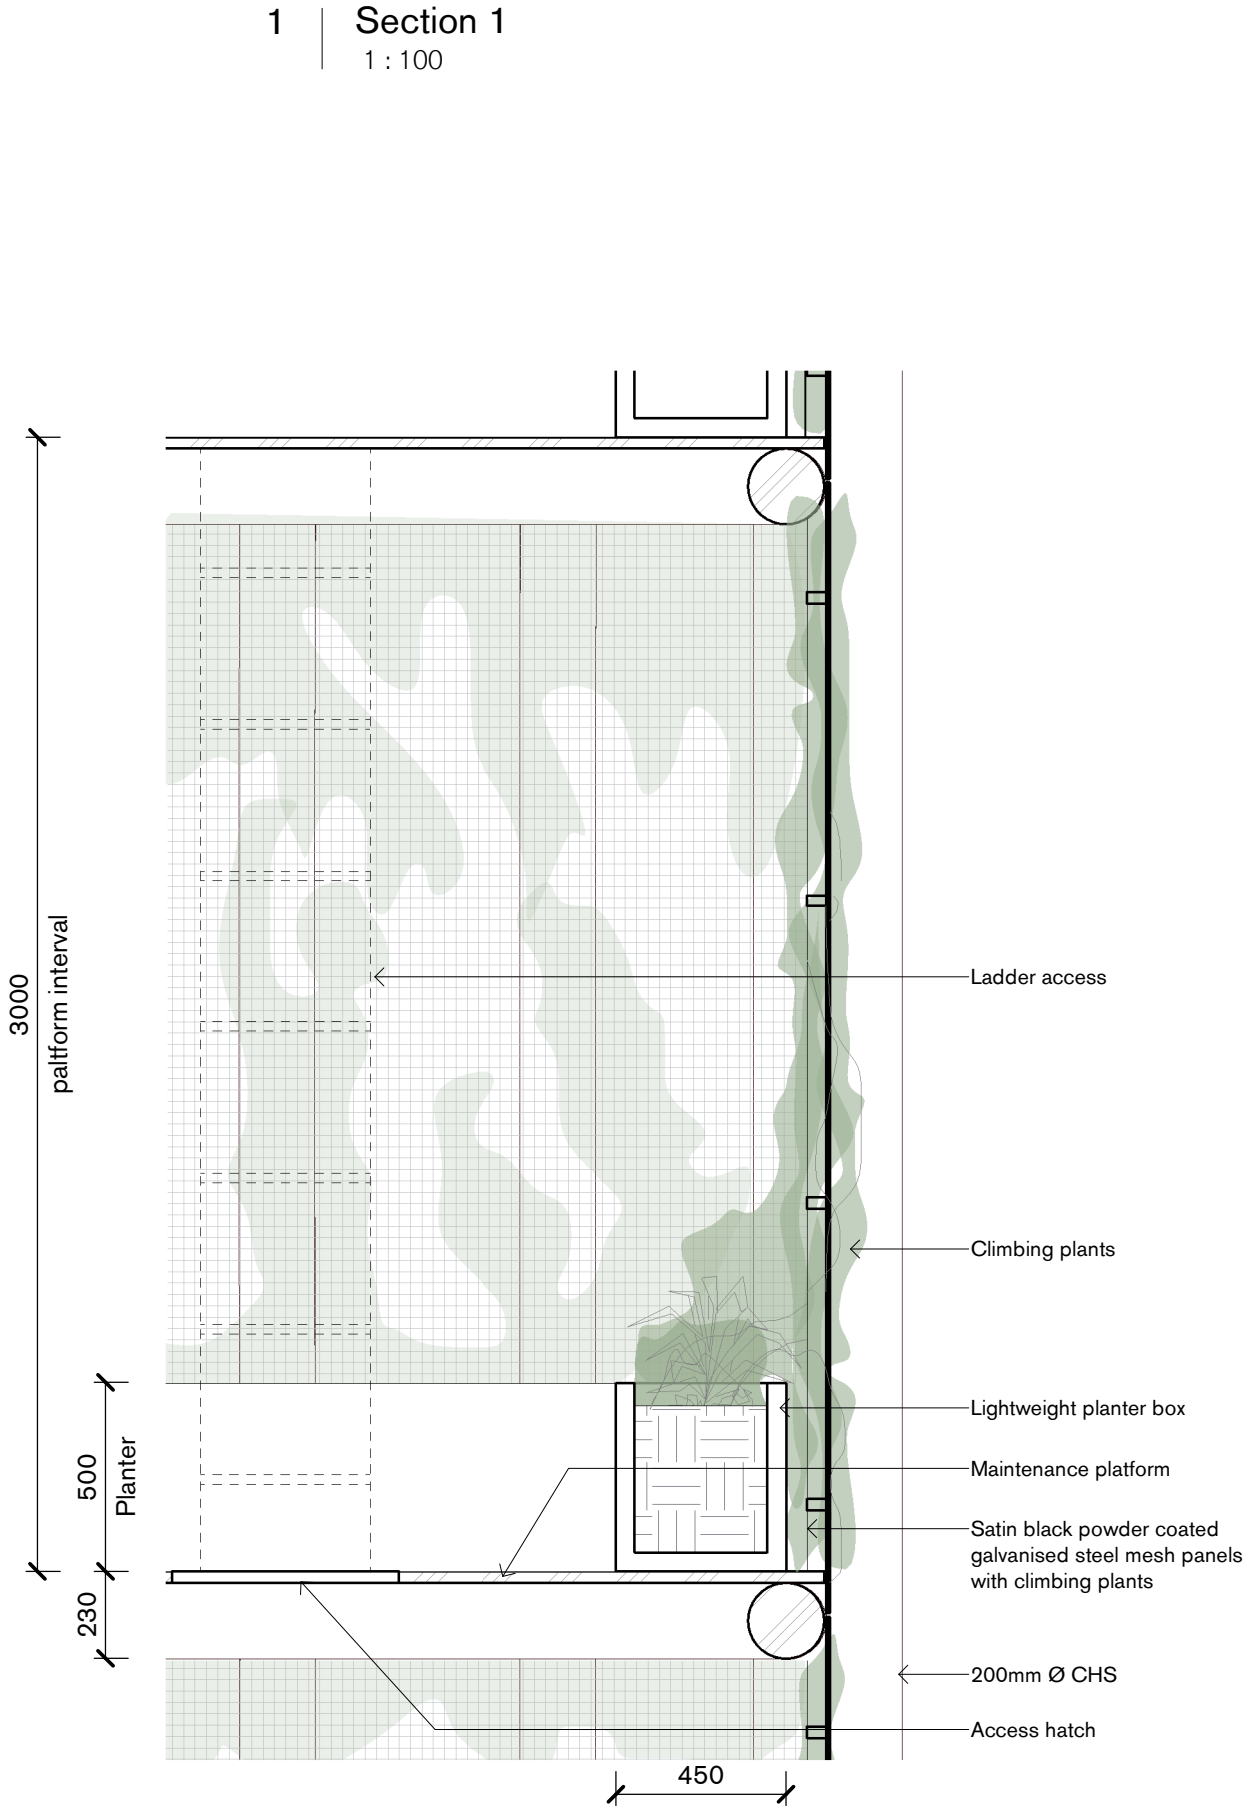 1
Section 1
1 : 100
3000
paltform interval
Ladder access
Climbing plants
Lightweight planter box
500
Planter
Maintenance platform
Satin black powder coated
galvanised steel mesh panels
with climbing plants
230
200mm Ø CHS
Access hatch
450